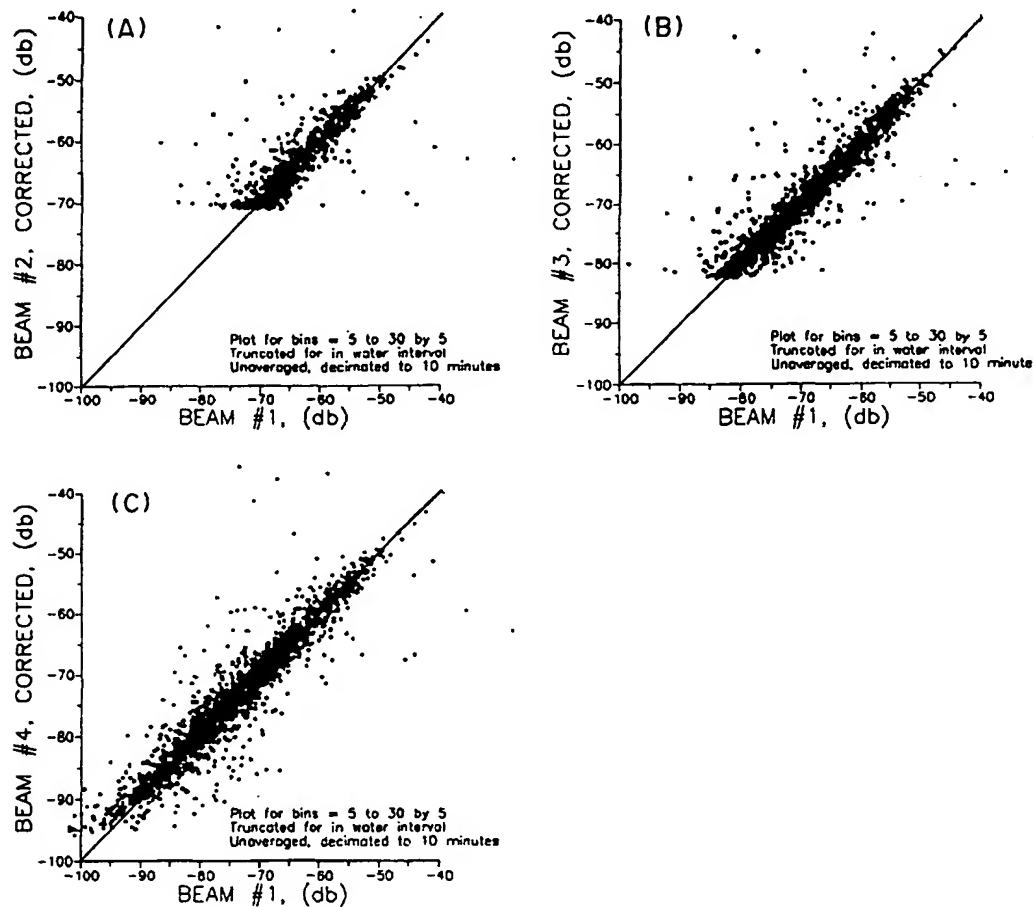 (A)
BEAM #2, CORRECTED, (db)
-40
-50
-60
-70
-80
-90
-100
Plot for bins = 5 to 30 by 5
Truncated for in water interval
Unaveraged, decimated to 10 minutes
-100 -90 -80 -70 -60 -50 -40
BEAM #1, (db)
(B)
BEAM #3, CORRECTED, (db)
-40
-50
-60
-70
-80
-90
-100
Plot for bins = 5 to 30 by 5
Truncated for in water interval
Unaveraged, decimated to 10 minute
-100 -90 -80 -70 -60 -50 -40
BEAM #1, (db)
(C)
BEAM #4, CORRECTED, (db)
-40
-50
-60
-70
-80
-90
-100
Plot for bins = 5 to 30 by 5
Truncated for in water interval
Unaveraged, decimated to 10 minutes
-100 -90 -80 -70 -60 -50 -40
BEAM #1, (db)